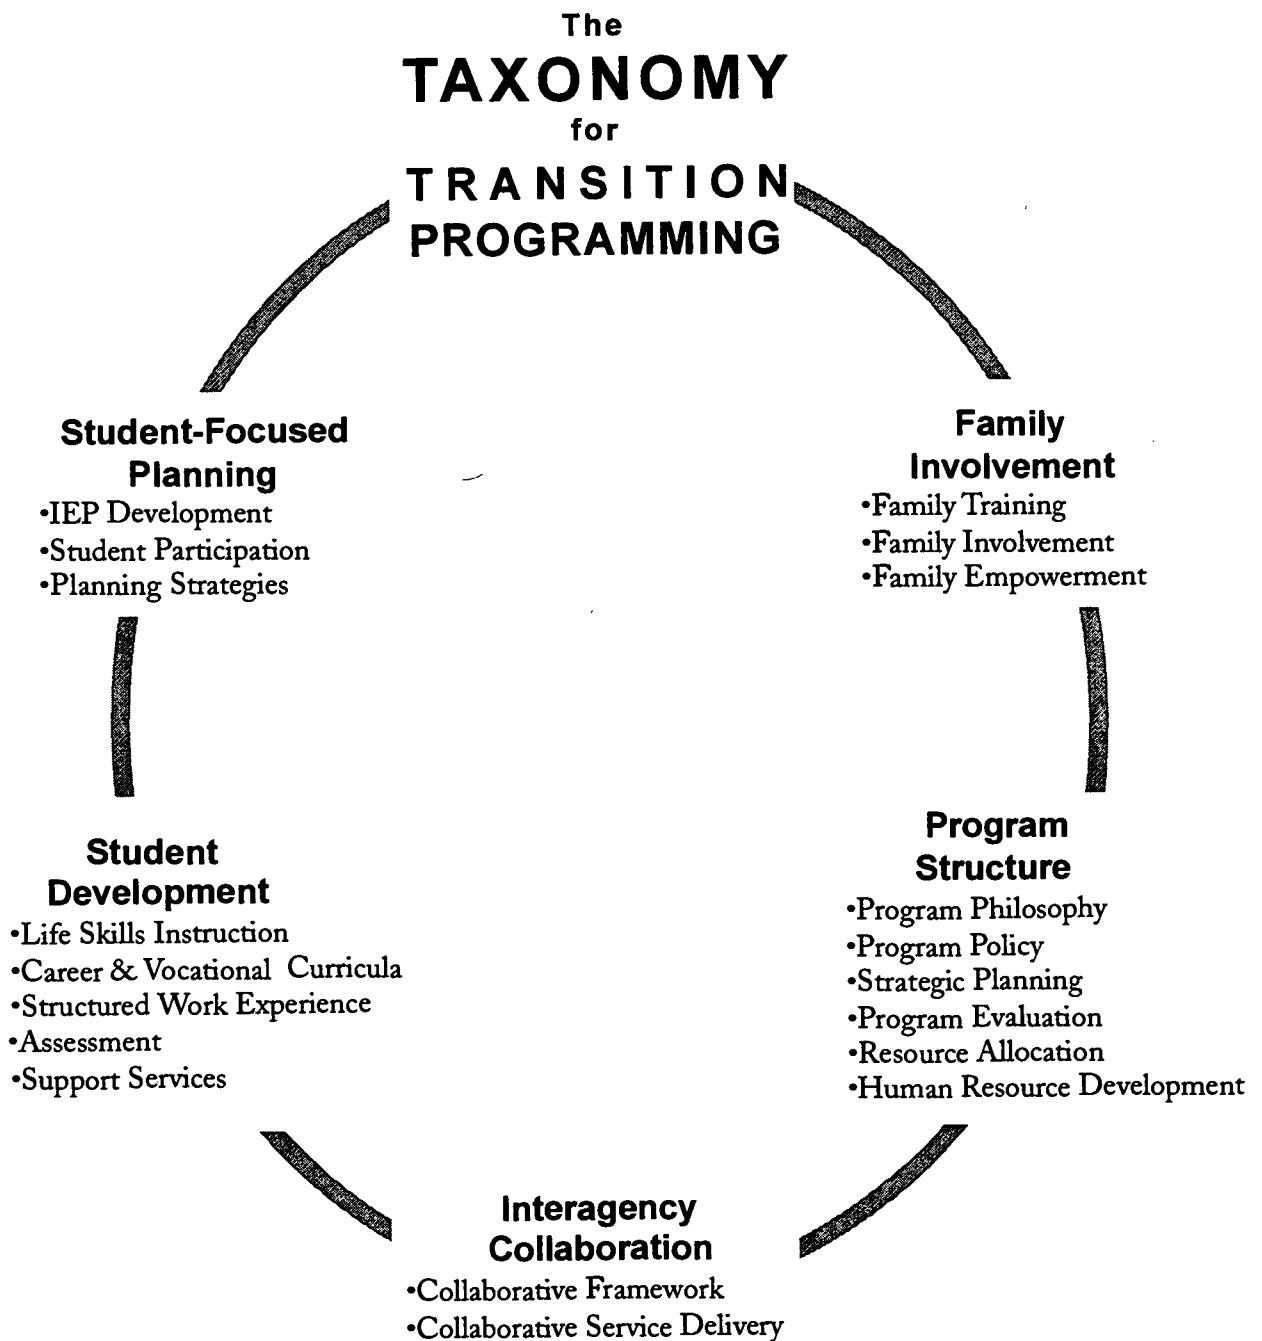 The
TAXONOMY
for
TRANSITION
PROGRAMMING
Student-Focused
Planning
•IEP Development
•Student Participation
•Planning Strategies
Family
Involvement
•Family Training
•Family Involvement
•Family Empowerment
Student
Development
•Life Skills Instruction
•Career & Vocational Curricula
•Structured Work Experience
•Assessment
•Support Services
Program
Structure
•Program Philosophy
•Program Policy
•Strategic Planning
•Program Evaluation
•Resource Allocation
•Human Resource Development
Interagency
Collaboration
•Collaborative Framework
•Collaborative Service Delivery